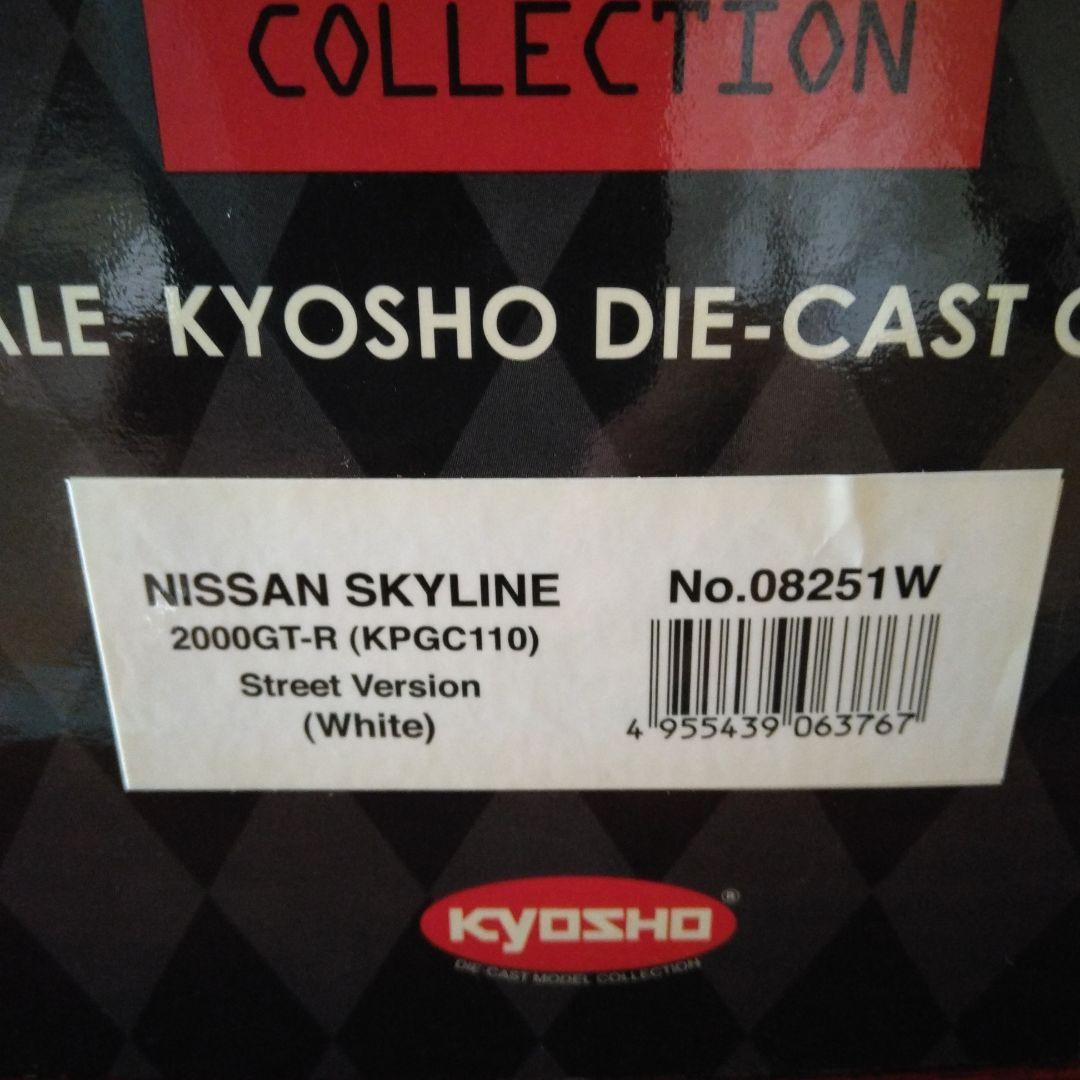 COLLECTION
ALE KYOSHO DIE-CAST C
NISSAN SKYLINE
2000GT-R (KPGC110)
Street Version
(White)
No.08251W
4 955439 063767
KYOSHO ®
DIE-CAST MODEL COLLECTION